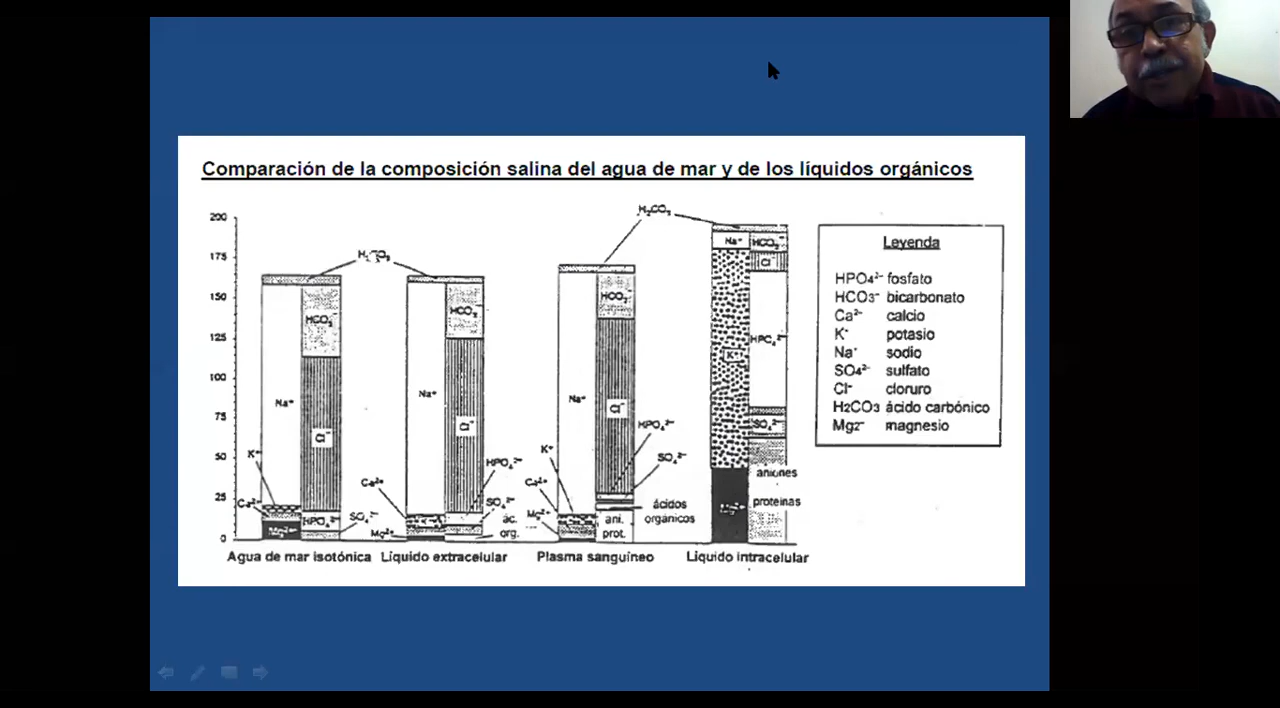 Comparación de la composición salina del agua de mar y de los líquidos orgánicos
200
175
150
125
100
75
50
25
0
H₂CO₃
HCO₃⁻
Na⁺
Cl⁻
K⁺
Ca²⁺
HPO₄²⁻
SO₄²⁻
Mg²⁺
Agua de mar isotónica
HCO₃⁻
Na⁺
Cl⁻
HPO₄²⁻
Ca²⁺
SO₄²⁻
Mg²⁺
ác.
org.
Líquido extracelular
H₂CO₃
HCO₃⁻
Na⁺
Cl⁻
HPO₄²⁻
K⁺
SO₄²⁻
Ca²⁺
Mg²⁺
ácidos
orgánicos
ani.
prot.
Plasma sanguíneo
Na⁺
HCO₃⁻
Cl⁻
K⁺
HPO₄²⁻
SO₄²⁻
aniones
proteinas
Liquido intracelular
Leyenda
HPO4²⁻ fosfato
HCO3⁻ bicarbonato
Ca²⁻ calcio
K⁺ potasio
Na⁺ sodio
SO4²⁻ sulfato
Cl⁻ cloruro
H2CO3 ácido carbónico
Mg2⁻ magnesio